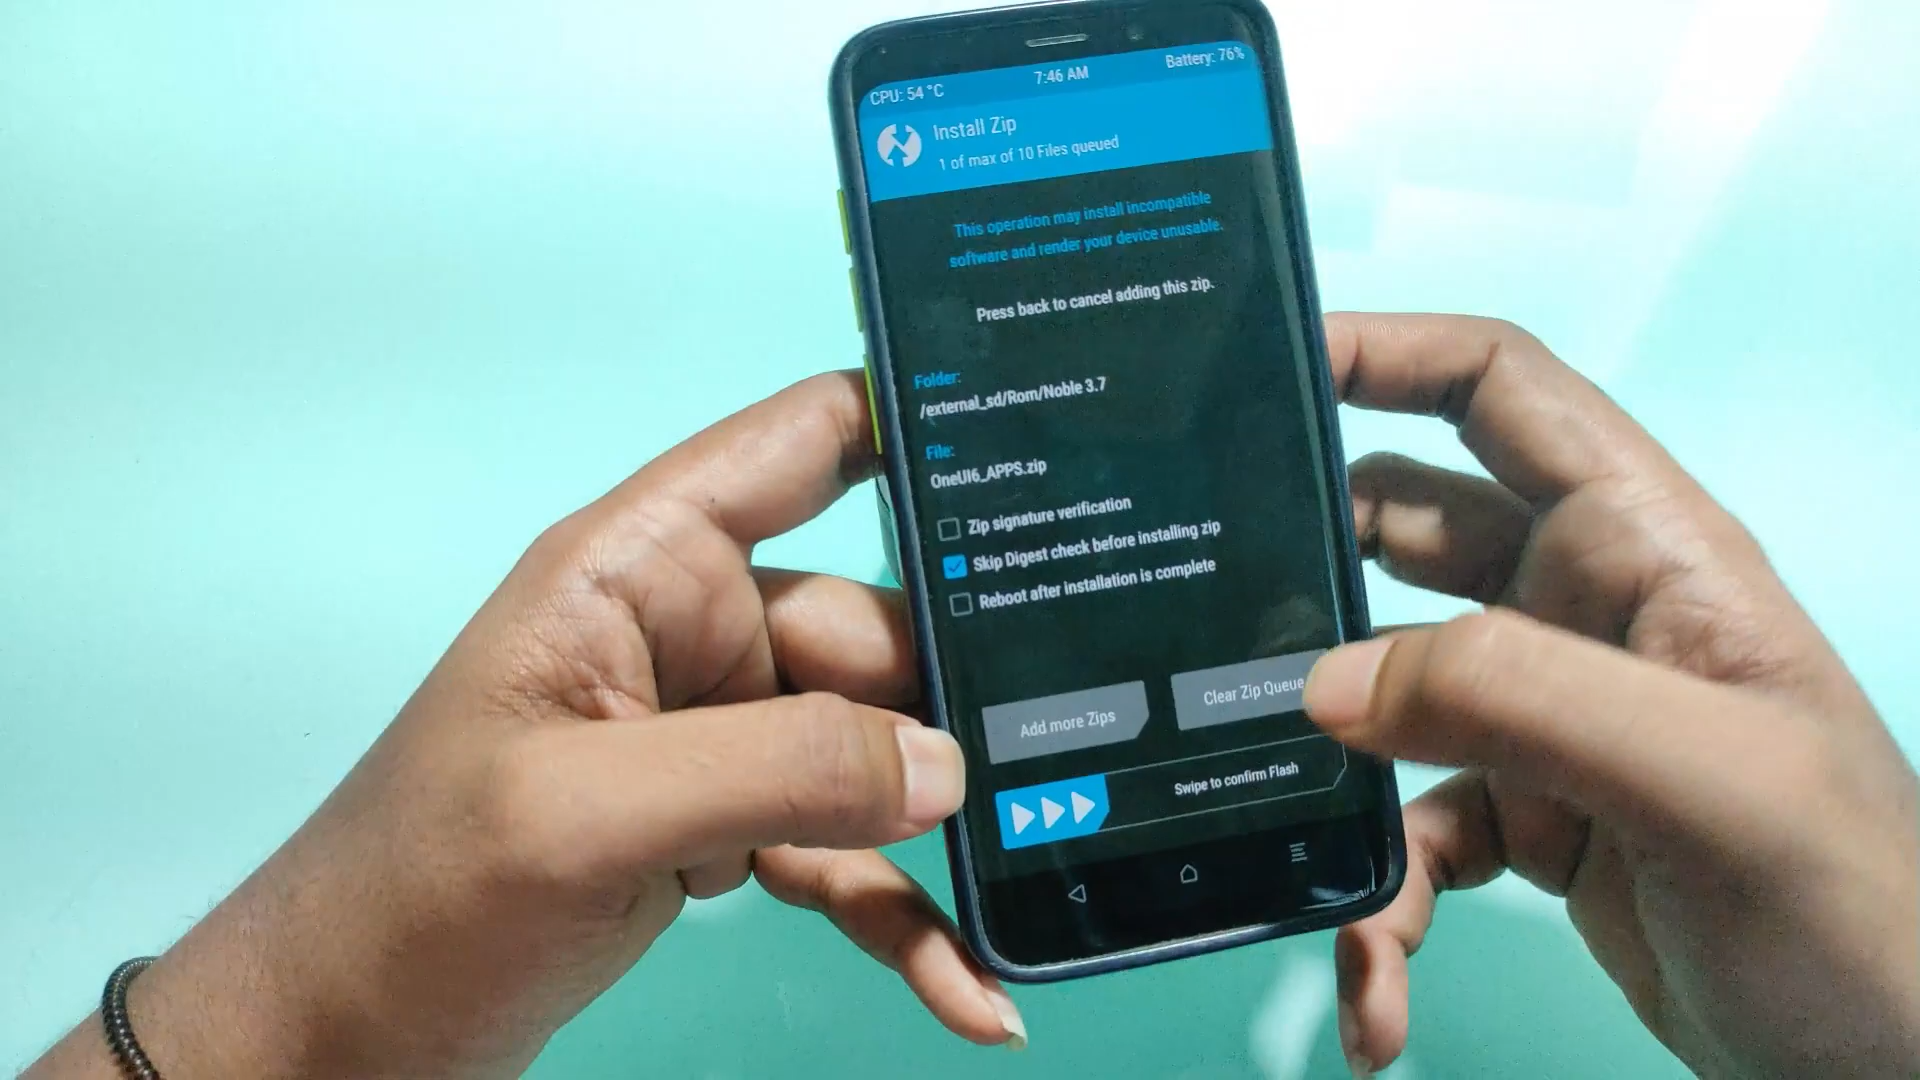 CPU: 54 °C
7:46 AM
Battery: 76%
Install Zip
1 of max of 10 Files queued
This operation may install incompatible
software and render your device unusable.
Press back to cancel adding this zip.
Folder:
/external_sd/Rom/Noble 3.7
File:
OneUI6_APPS.zip
Zip signature verification
Skip Digest check before installing zip
Reboot after installation is complete
Add more Zips
Clear Zip Queue
Swipe to confirm Flash